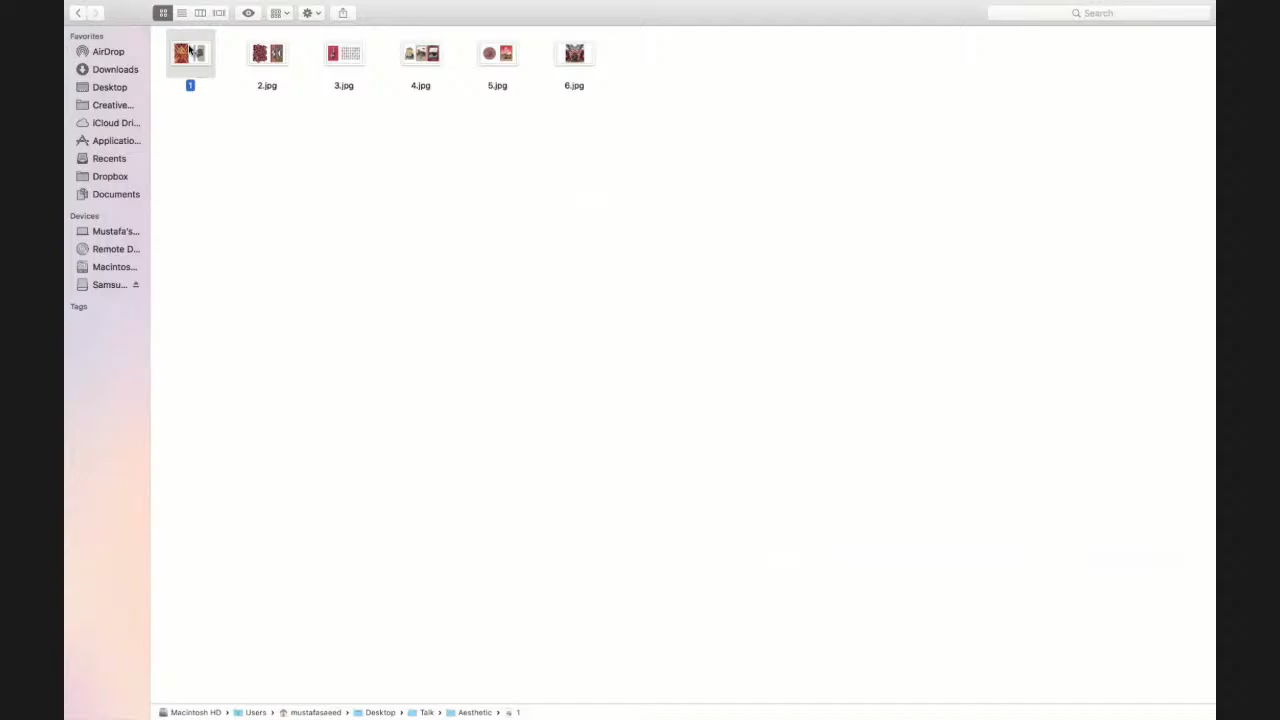 Search
Favorites
AirDrop
Downloads
Desktop
Creative...
iCloud Dri...
Applicatio...
Recents
Dropbox
Documents
Devices
Mustafa's...
Remote D...
Macintos...
Samsu...
Tags
1
2.jpg
3.jpg
4.jpg
5.jpg
6.jpg
Macintosh HD › Users › mustafasaeed › Desktop › Talk › Aesthetic › 1